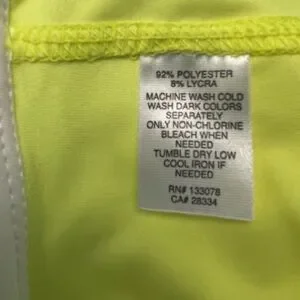 92% POLYESTER
8% LYCRA
MACHINE WASH COLD
WASH DARK COLORS
SEPARATELY
ONLY NON-CHLORINE
BLEACH WHEN
NEEDED
TUMBLE DRY LOW
COOL IRON IF
NEEDED
RN# 133078
CA# 28334